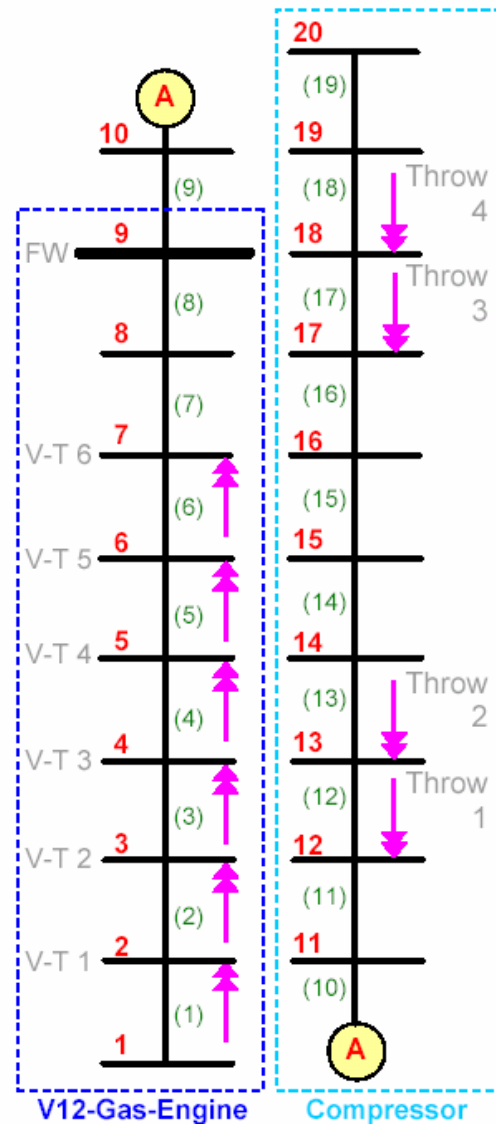 A
10
(9)
9
FW
(8)
8
(7)
7
V-T 6
(6)
6
V-T 5
(5)
5
V-T 4
(4)
4
V-T 3
(3)
3
V-T 2
(2)
2
V-T 1
(1)
1
V12-Gas-Engine
20
(19)
19
Throw
4
(18)
18
Throw
3
(17)
17
(16)
16
(15)
15
(14)
14
Throw
2
(13)
13
Throw
1
(12)
12
(11)
11
(10)
A
Compressor